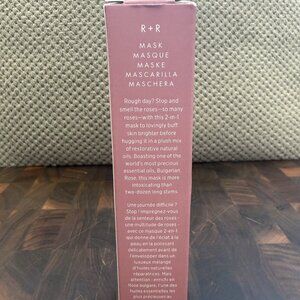 R+R
MASK
MASQUE
MASKE
MASCARILLA
MASCHERA
Rough day? Stop and
smell the roses—so many
roses—with this 2-in-1
mask to lovingly buff
skin brighter before
hugging it in a plush mix
of restorative natural
oils. Boasting one of the
world's most precious
essential oils, Bulgarian
Rose, this mask is more
intoxicating than
two-dozen long stems.
Une journée difficile ?
Stop ! Imprégnez-vous
de la senteur des roses -
une multitude de roses -
avec ce masque 2-en-1
qui donne de l'éclat à la
peau en la polissant
délicatement avant de
l'envelopper dans un
luxueux mélange
d'huiles naturelles
réparatrices. Mais
attention : enrichi en
Rose bulgare, l'une des
huiles essentielles les
plus précieuses au